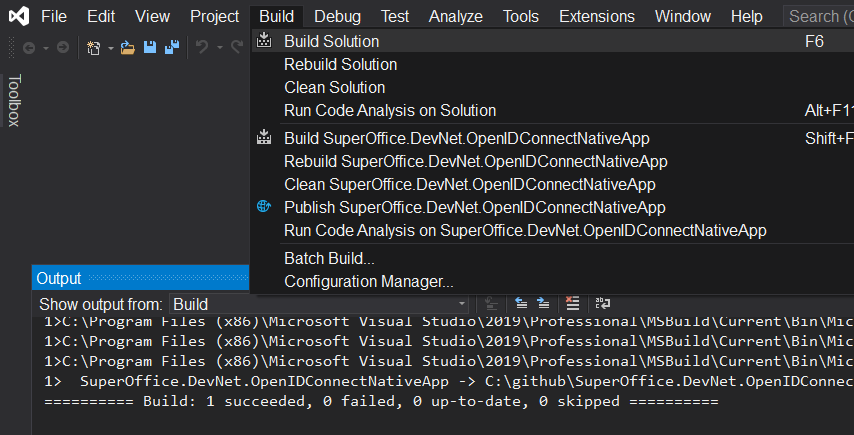 File Edit View Project Build Debug Test Analyze Tools Extensions Window Help Search (
Toolbox
Build Solution F6
Rebuild Solution
Clean Solution
Run Code Analysis on Solution Alt+F11
Build SuperOffice.DevNet.OpenIDConnectNativeApp Shift+F
Rebuild SuperOffice.DevNet.OpenIDConnectNativeApp
Clean SuperOffice.DevNet.OpenIDConnectNativeApp
Publish SuperOffice.DevNet.OpenIDConnectNativeApp
Run Code Analysis on SuperOffice.DevNet.OpenIDConnectNativeApp
Batch Build...
Configuration Manager...
Output
Show output from: Build
1>C:\Program Files (x86)\Microsoft Visual Studio\2019\Professional\MSBuild\Current\Bin\Mic
1>C:\Program Files (x86)\Microsoft Visual Studio\2019\Professional\MSBuild\Current\Bin\Mic
1>C:\Program Files (x86)\Microsoft Visual Studio\2019\Professional\MSBuild\Current\Bin\Mic
1>  SuperOffice.DevNet.OpenIDConnectNativeApp -> C:\github\SuperOffice.DevNet.OpenIDConnec
========== Build: 1 succeeded, 0 failed, 0 up-to-date, 0 skipped ==========